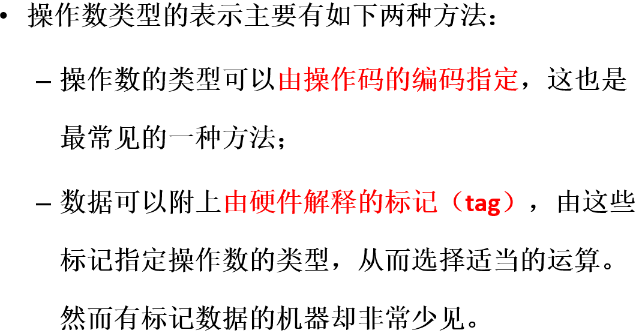 • 操作数类型的表示主要有如下两种方法：
– 操作数的类型可以由操作码的编码指定，这也是
最常见的一种方法；
– 数据可以附上由硬件解释的标记（tag），由这些
标记指定操作数的类型，从而选择适当的运算。
然而有标记数据的机器却非常少见。